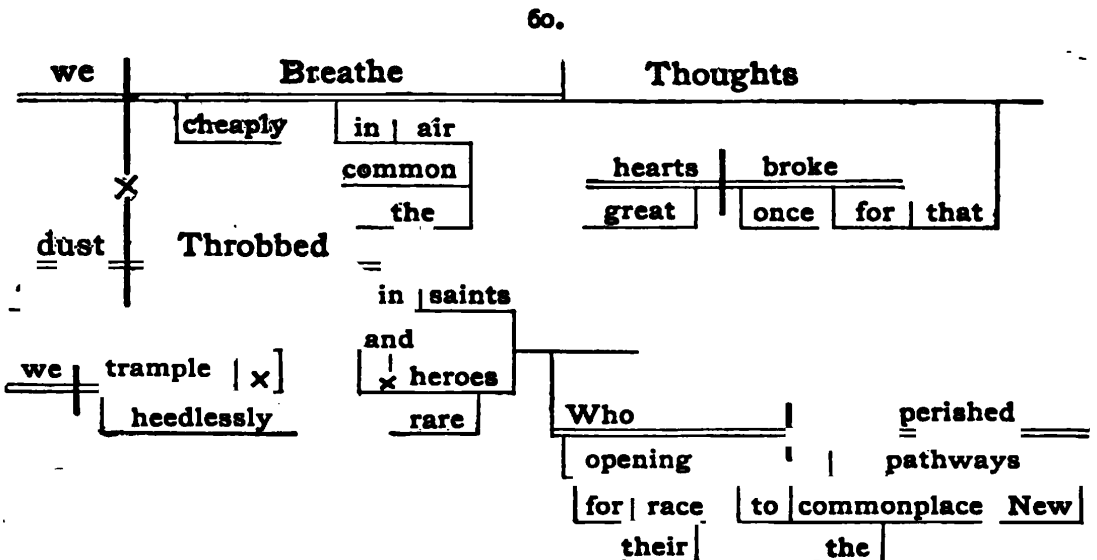 60.
we Breathe Thoughts
cheaply in air
common hearts broke
the great once for that
x
dust Throbbed
in saints
and
we trample x x heroes
heedlessly rare Who perished
opening pathways
for race to commonplace New
their the